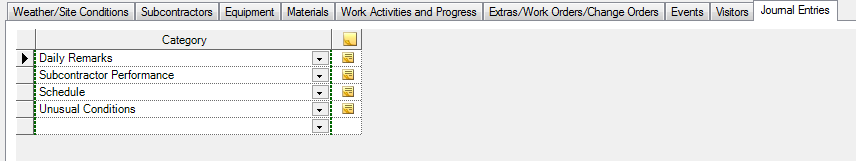 Weather/Site Conditions Subcontractors Equipment Materials Work Activities and Progress Extras/Work Orders/Change Orders Events Visitors Journal Entries
Category
Daily Remarks
Subcontractor Performance
Schedule
Unusual Conditions